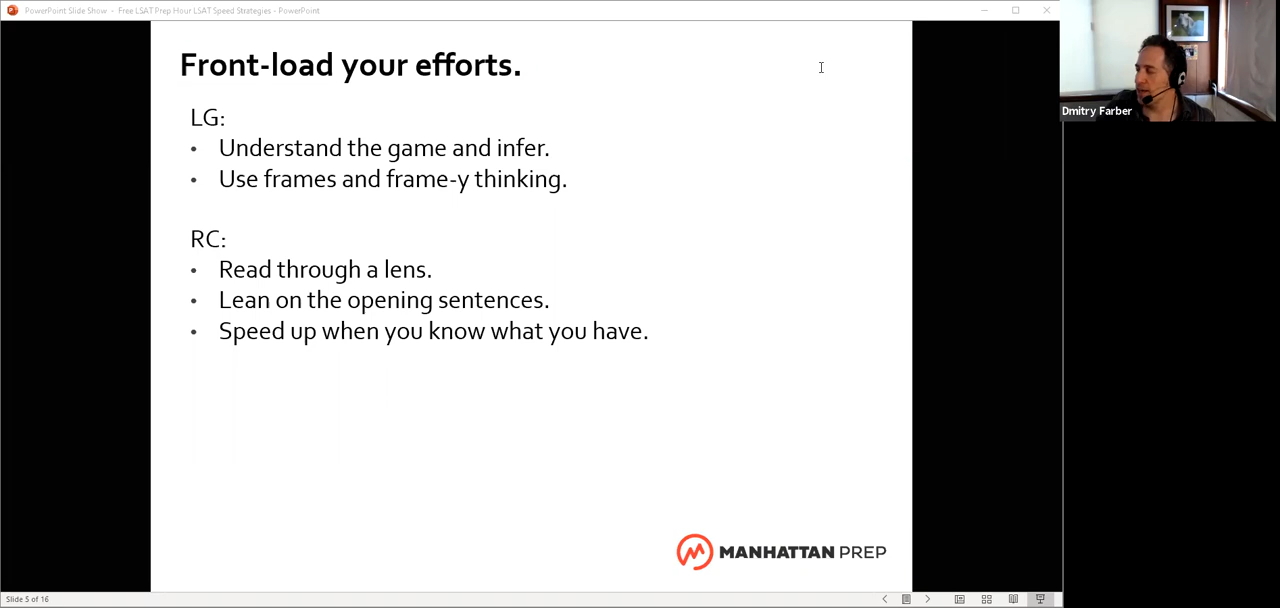 PowerPoint Slide Show - Free LSAT Prep Hour LSAT Speed Strategies - PowerPoint
Front-load your efforts.
LG:
• Understand the game and infer.
• Use frames and frame-y thinking.
RC:
• Read through a lens.
• Lean on the opening sentences.
• Speed up when you know what you have.
MANHATTAN PREP
Slide 5 of 16
Dmitry Farber